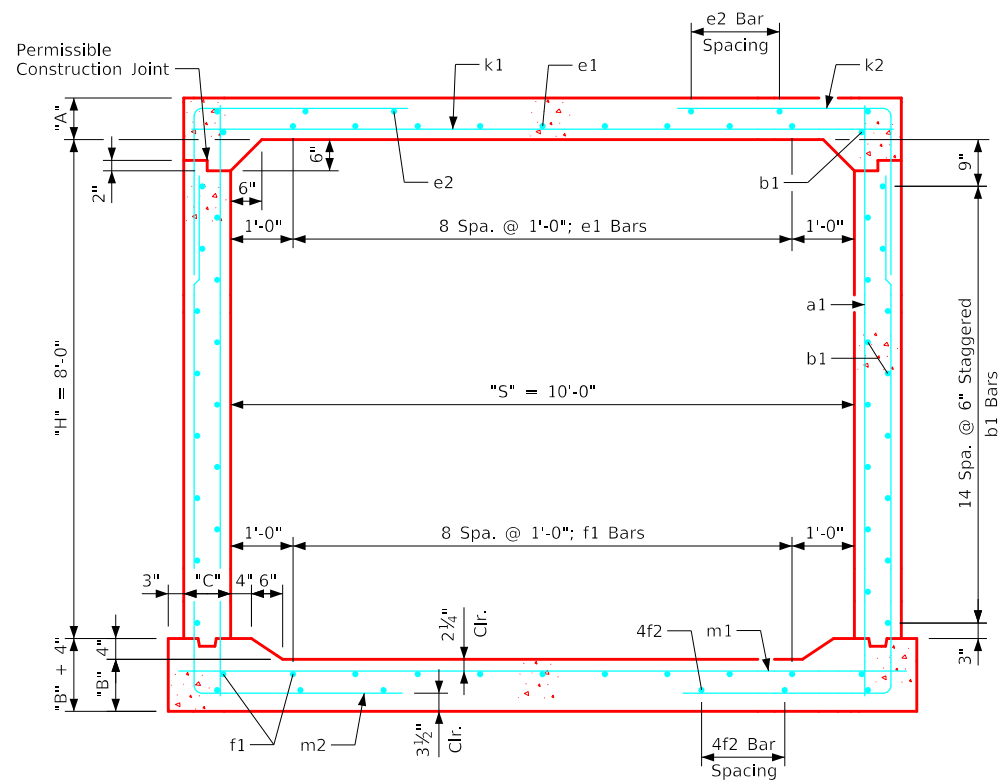 e2 Bar
Spacing
Permissible
Construction Joint
k1
e1
k2
"A"
6"
9"
2"
6"
e2
b1
1'-0"
8 Spa. @ 1'-0"; e1 Bars
1'-0"
a1
b1
"H" = 8'-0"
"S" = 10'-0"
14 Spa. @ 6" Staggered
b1 Bars
1'-0"
8 Spa. @ 1'-0"; f1 Bars
1'-0"
3"
"C"
4"
6"
2¼"
Clr.
4f2
m1
"B" + 4"
"B"
4"
3"
f1
m2
3½"
Clr.
4f2 Bar
Spacing